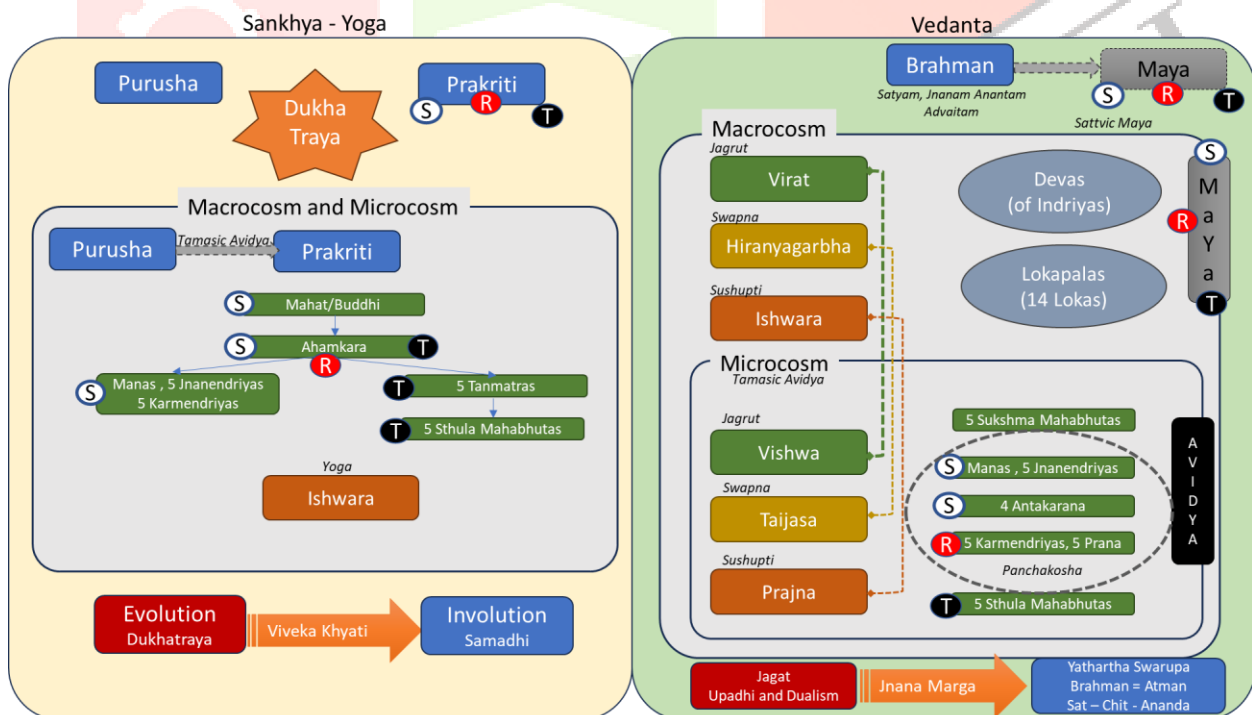 Sankhya - Yoga
Purusha
Dukha
Traya
Prakriti
S
R
T
Macrocosm and Microcosm
Purusha
Tamasic Avidya
Prakriti
S
Mahat/Buddhi
S
Ahamkara
T
R
S
Manas , 5 Jnanendriyas
5 Karmendriyas
T
5 Tanmatras
T
5 Sthula Mahabhutas
Yoga
Ishwara
Evolution
Dukhatraya
Viveka Khyati
Involution
Samadhi
Vedanta
Brahman
Satyam, Jnanam Anantam
Advaitam
Maya
S
R
T
Sattvic Maya
Macrocosm
Jagrut
Virat
Swapna
Hiranyagarbha
Sushupti
Ishwara
Devas
(of Indriyas)
Lokapalas
(14 Lokas)
S
R
T
M
a
Y
a
Microcosm
Tamasic Avidya
Jagrut
Vishwa
Swapna
Taijasa
Sushupti
Prajna
5 Sukshma Mahabhutas
S
Manas , 5 Jnanendriyas
S
4 Antakarana
R
5 Karmendriyas, 5 Prana
Panchakosha
T
5 Sthula Mahabhutas
A
V
I
D
Y
A
Jagat
Upadhi and Dualism
Jnana Marga
Yathartha Swarupa
Brahman = Atman
Sat – Chit - Ananda